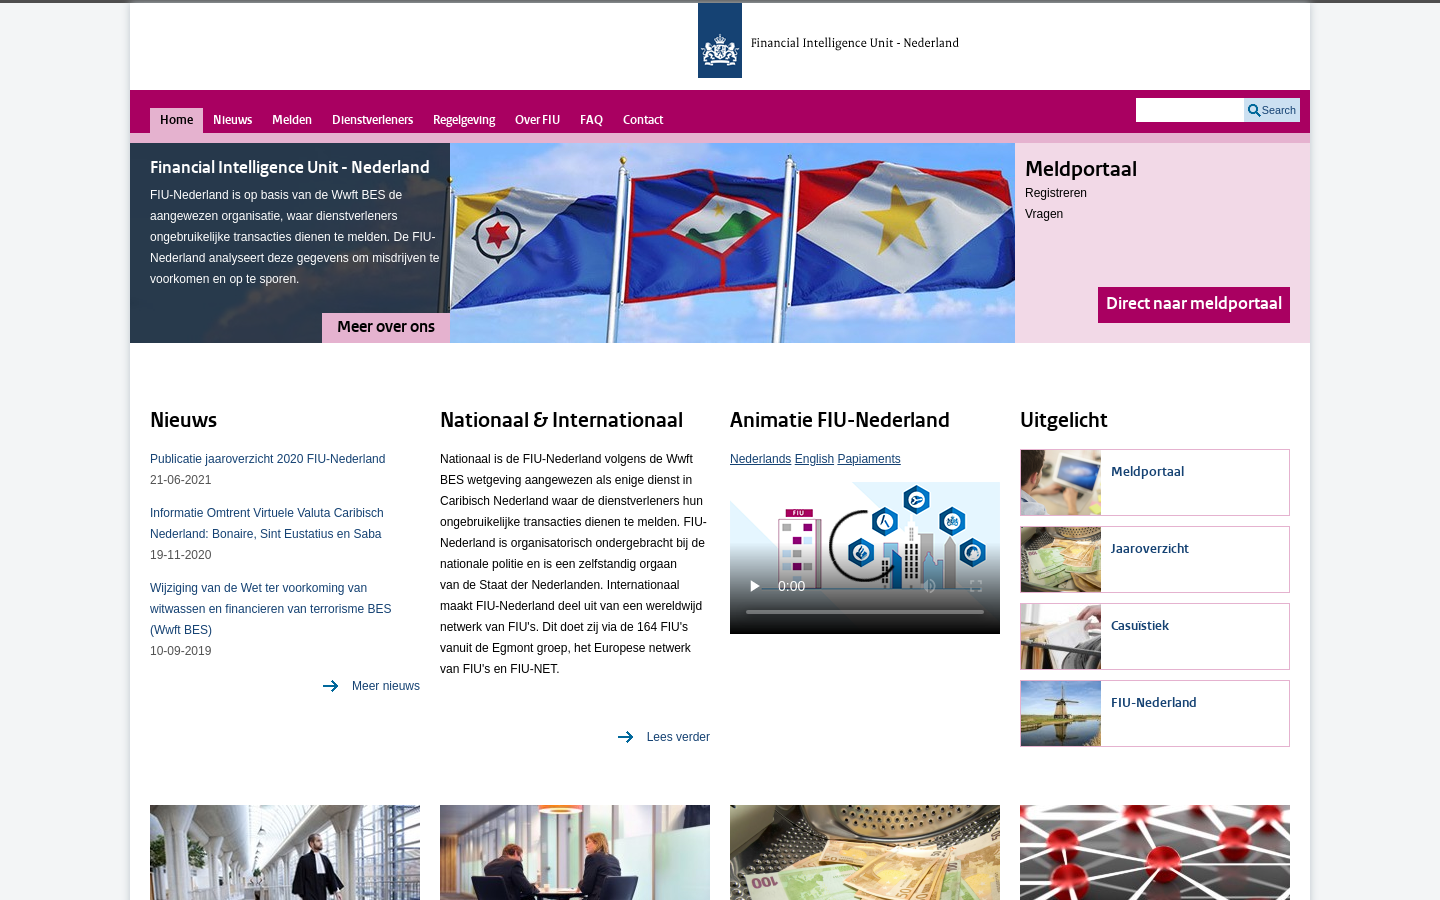 Financial Intelligence Unit - Nederland
Home Nieuws Melden Dienstverleners Regelgeving Over FIU FAQ Contact
Search
Financial Intelligence Unit - Nederland
FIU-Nederland is op basis van de Wwft BES de
aangewezen organisatie, waar dienstverleners
ongebruikelijke transacties dienen te melden. De FIU-
Nederland analyseert deze gegevens om misdrijven te
voorkomen en op te sporen.
Meer over ons
Meldportaal
Registreren
Vragen
Direct naar meldportaal
Nieuws
Publicatie jaaroverzicht 2020 FIU-Nederland
21-06-2021
Informatie Omtrent Virtuele Valuta Caribisch
Nederland: Bonaire, Sint Eustatius en Saba
19-11-2020
Wijziging van de Wet ter voorkoming van
witwassen en financieren van terrorisme BES
(Wwft BES)
10-09-2019
Meer nieuws
Nationaal & Internationaal
Nationaal is de FIU-Nederland volgens de Wwft
BES wetgeving aangewezen als enige dienst in
Caribisch Nederland waar de dienstverleners hun
ongebruikelijke transacties dienen te melden. FIU-
Nederland is organisatorisch ondergebracht bij de
nationale politie en is een zelfstandig orgaan
van de Staat der Nederlanden. Internationaal
maakt FIU-Nederland deel uit van een wereldwijd
netwerk van FIU's. Dit doet zij via de 164 FIU's
vanuit de Egmont groep, het Europese netwerk
van FIU's en FIU-NET.
Lees verder
Animatie FIU-Nederland
Nederlands English Papiaments
FIU
0:00
Uitgelicht
Meldportaal
Jaaroverzicht
Casuïstiek
FIU-Nederland
100